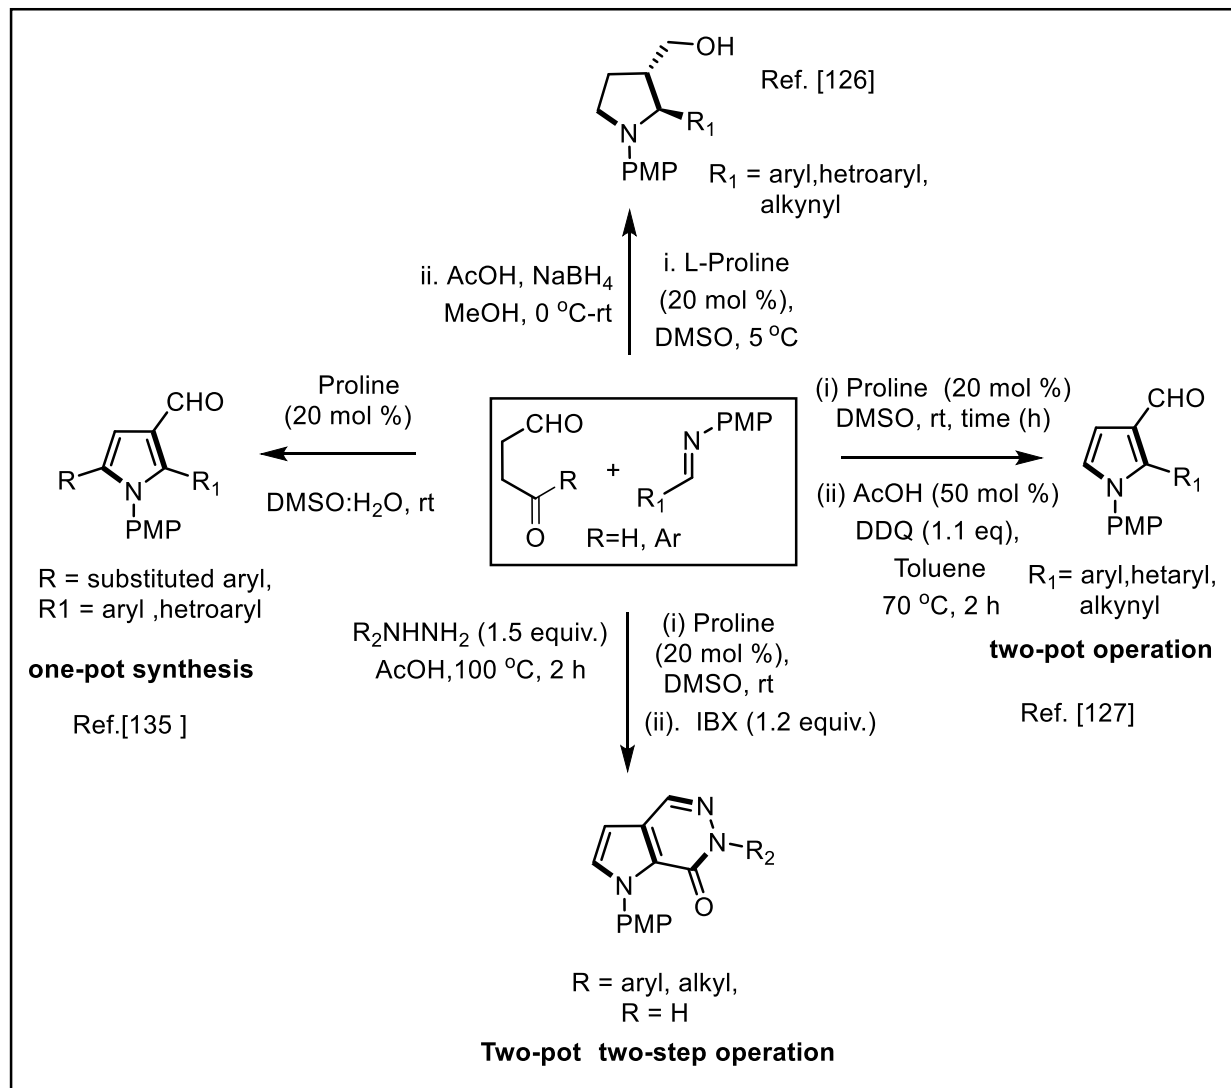 OH
Ref. [126]
R1
N
PMP
R1 = aryl,hetroaryl,
alkynyl
ii. AcOH, NaBH4
MeOH, 0 oC-rt
i. L-Proline
(20 mol %),
DMSO, 5 oC
CHO
R
N
R1
PMP
Proline
(20 mol %)
DMSO:H2O, rt
R = substituted aryl,
R1 = aryl ,hetroaryl
one-pot synthesis
Ref.[135 ]
CHO
R
O
+
N
PMP
R1
R=H, Ar
(i) Proline (20 mol %)
DMSO, rt, time (h)
(ii) AcOH (50 mol %)
DDQ (1.1 eq),
Toluene
70 oC, 2 h
CHO
N
R1
PMP
R1= aryl,hetaryl,
alkynyl
two-pot operation
Ref. [127]
R2NHNH2 (1.5 equiv.)
AcOH,100 oC, 2 h
(i) Proline
(20 mol %),
DMSO, rt
(ii). IBX (1.2 equiv.)
N
N
R2
N
O
PMP
R = aryl, alkyl,
R = H
Two-pot two-step operation